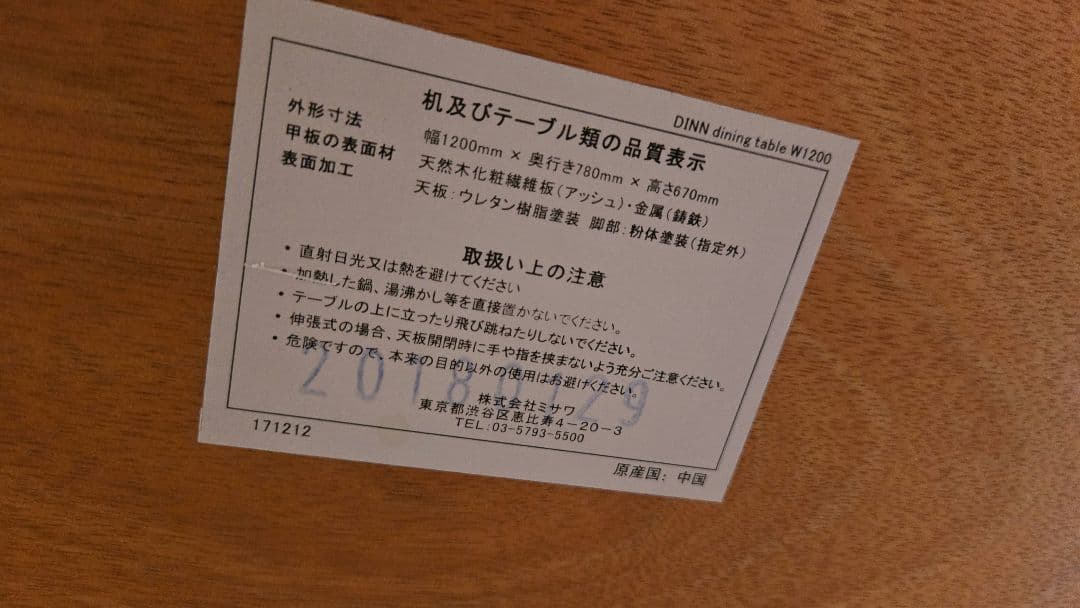 DINN dining table W1200
机及びテーブル類の品質表示
外形寸法 幅1200mm × 奥行き780mm × 高さ670mm
甲板の表面材 天然木化粧繊維板(アッシュ)・金属(鋳鉄)
表面加工 天板:ウレタン樹脂塗装 脚部:粉体塗装(指定外)
取扱い上の注意
• 直射日光又は熱を避けてください
• 加熱した鍋、湯沸かし等を直接置かないでください。
• テーブルの上に立ったり飛び跳ねたりしないでください。
• 伸張式の場合、天板開閉時に手や指を挟まないよう充分ご注意ください。
• 危険ですので、本来の目的以外の使用はお避けください。
20180129
株式会社ミサワ
東京都渋谷区恵比寿4-20-3
TEL:03-5793-5500
171212
原産国: 中国